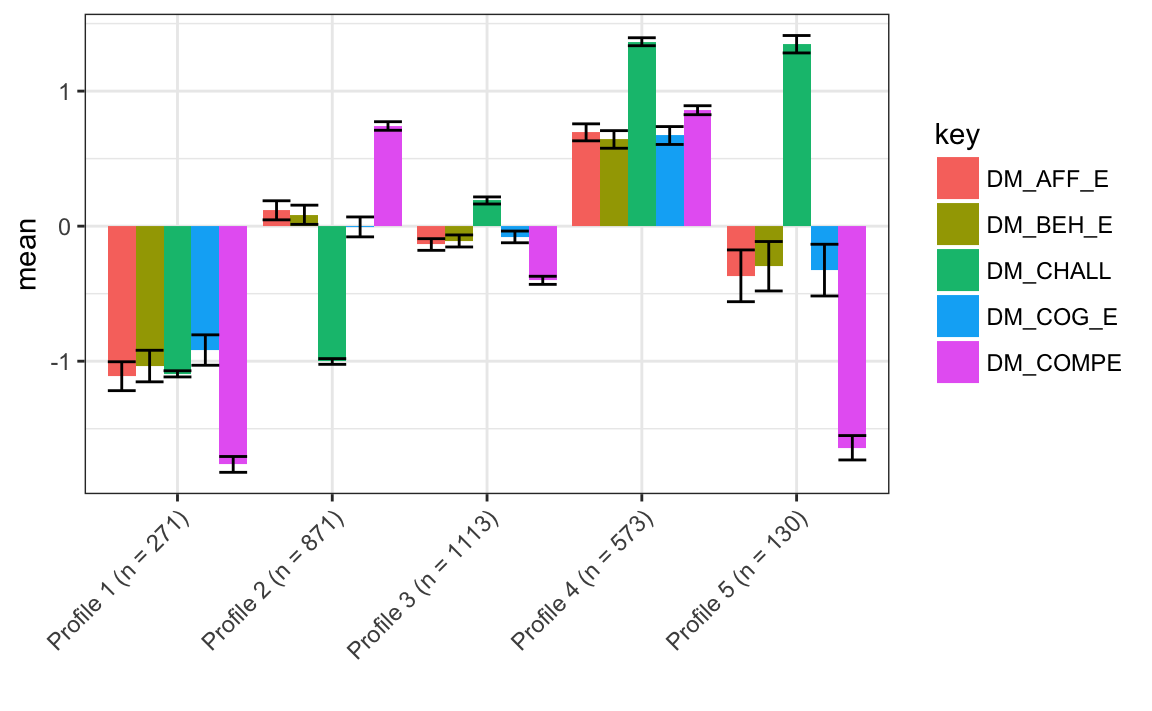 mean
1
0
-1
Profile 1 (n = 271)
Profile 2 (n = 871)
Profile 3 (n = 1113)
Profile 4 (n = 573)
Profile 5 (n = 130)
key
DM_AFF_E
DM_BEH_E
DM_CHALL
DM_COG_E
DM_COMPE